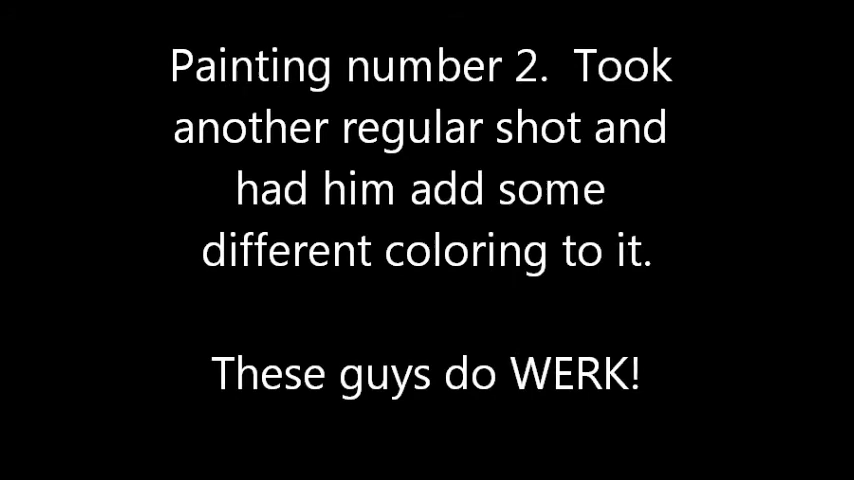 Painting number 2.  Took
another regular shot and
had him add some
different coloring to it.
These guys do WERK!